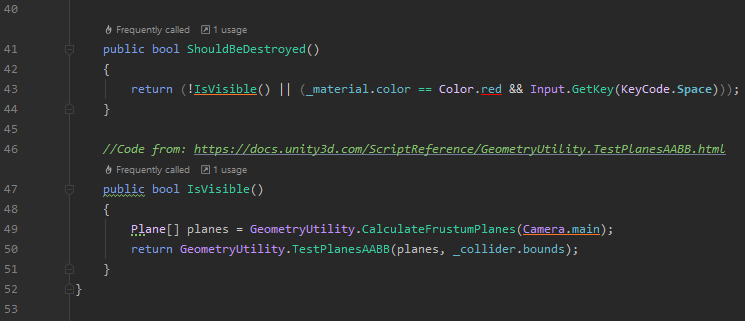 40
Frequently called 1 usage
41 public bool ShouldBeDestroyed()
42 {
43 return (!IsVisible() || (_material.color == Color.red && Input.GetKey(KeyCode.Space)));
44 }
45
46 //Code from: https://docs.unity3d.com/ScriptReference/GeometryUtility.TestPlanesAABB.html
Frequently called 1 usage
47 public bool IsVisible()
48 {
49 Plane[] planes = GeometryUtility.CalculateFrustumPlanes(Camera.main);
50 return GeometryUtility.TestPlanesAABB(planes, _collider.bounds);
51 }
52 }
53